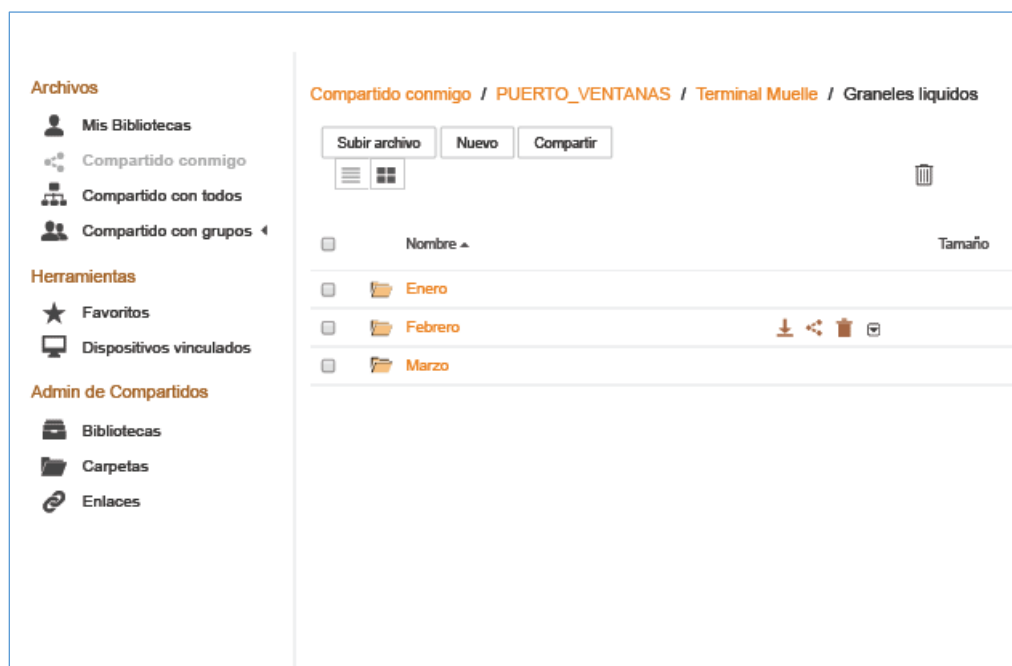 Archivos
Mis Bibliotecas
Compartido conmigo
Compartido con todos
Compartido con grupos
Herramientas
Favoritos
Dispositivos vinculados
Admin de Compartidos
Bibliotecas
Carpetas
Enlaces
Compartido conmigo / PUERTO_VENTANAS / Terminal Muelle / Graneles liquidos
Subir archivo Nuevo Compartir
Nombre Tamaño
Enero
Febrero
Marzo